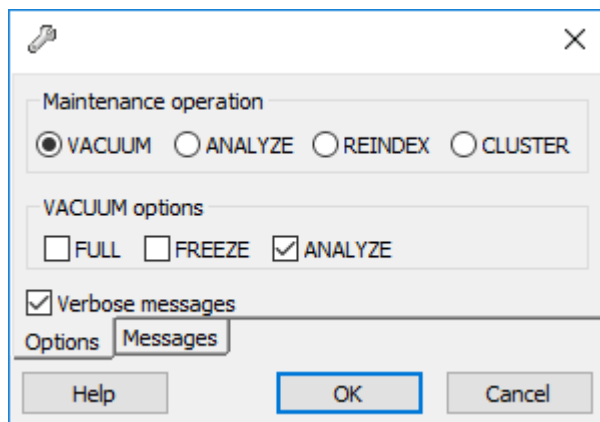 Maintenance operation
VACUUM ANALYZE REINDEX CLUSTER
VACUUM options
FULL FREEZE ANALYZE
Verbose messages
Options Messages
Help OK Cancel